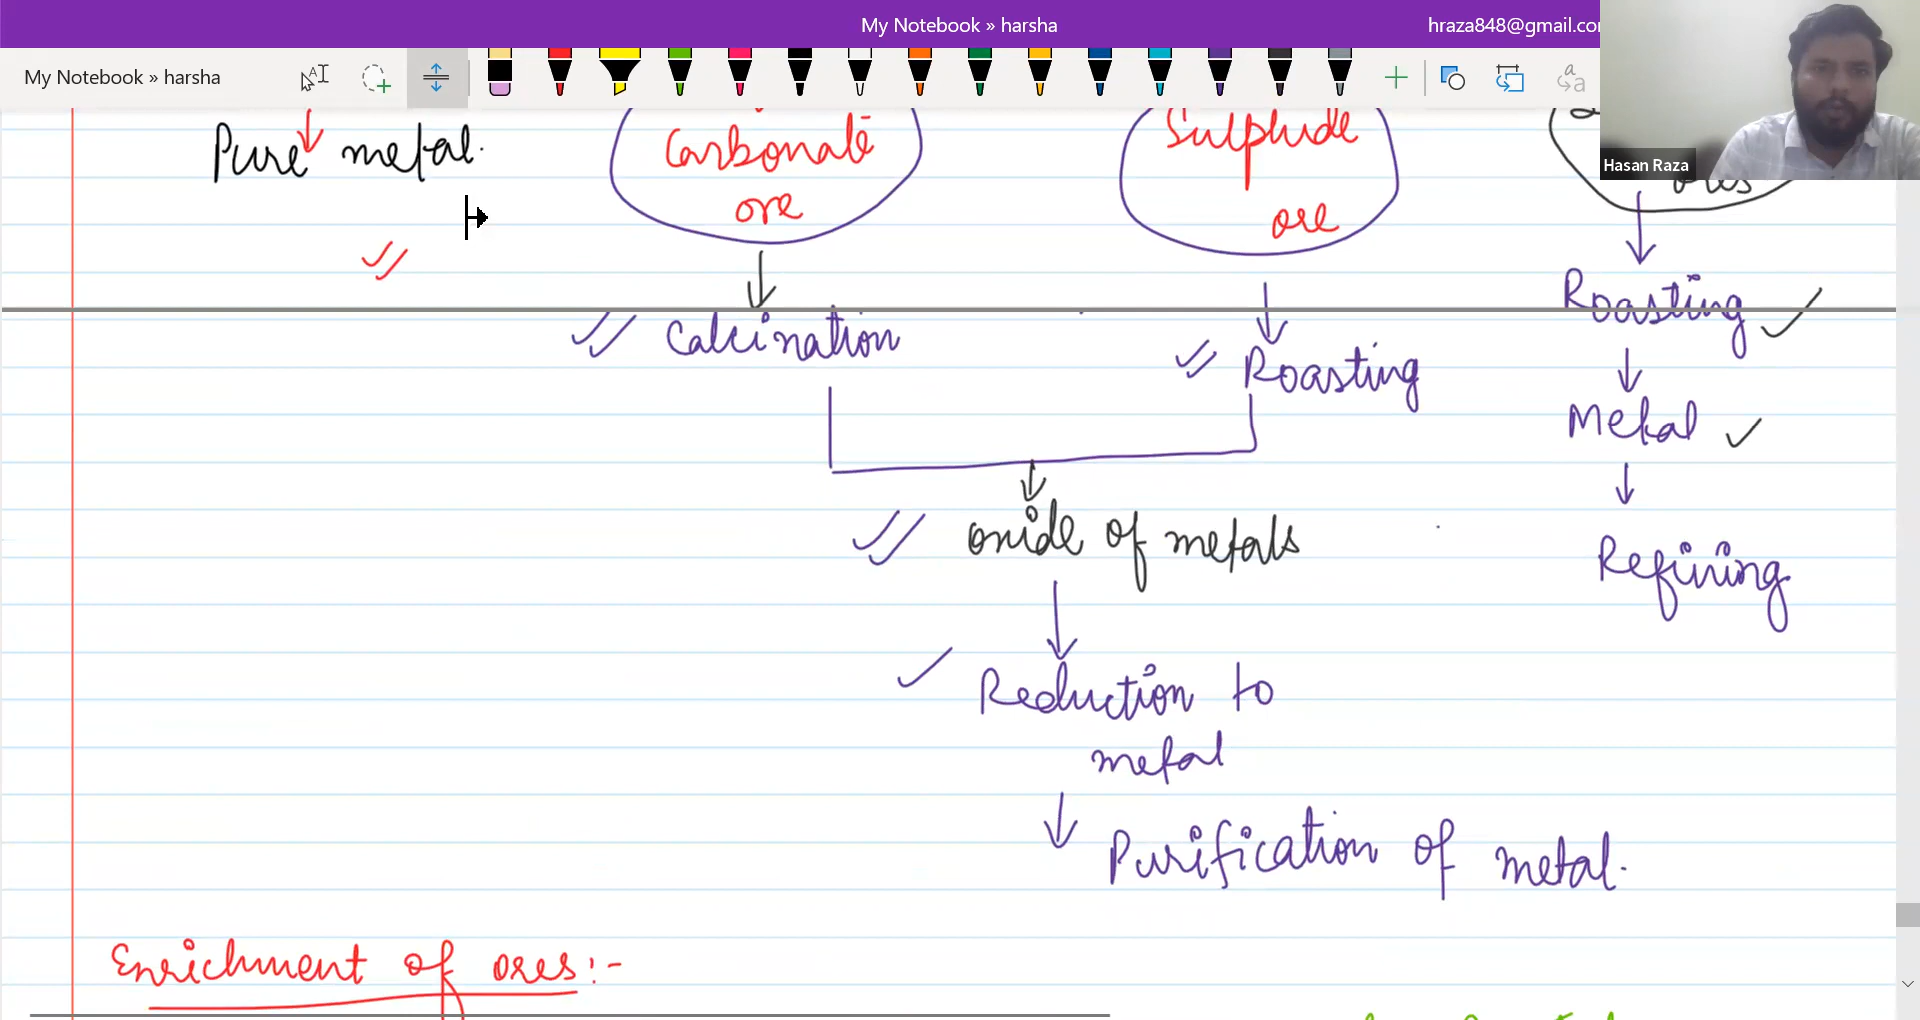 My Notebook » harsha
hraza848@gmail.co
My Notebook » harsha
Hasan Raza
Pure metal.
Carbonate
ore
Sulphide
ore
ores
Calcination
Roasting
Roasting
Metal
Refining
oxide of metals
Reduction to
metal
Purification of metal.
Enrichment of ores :-